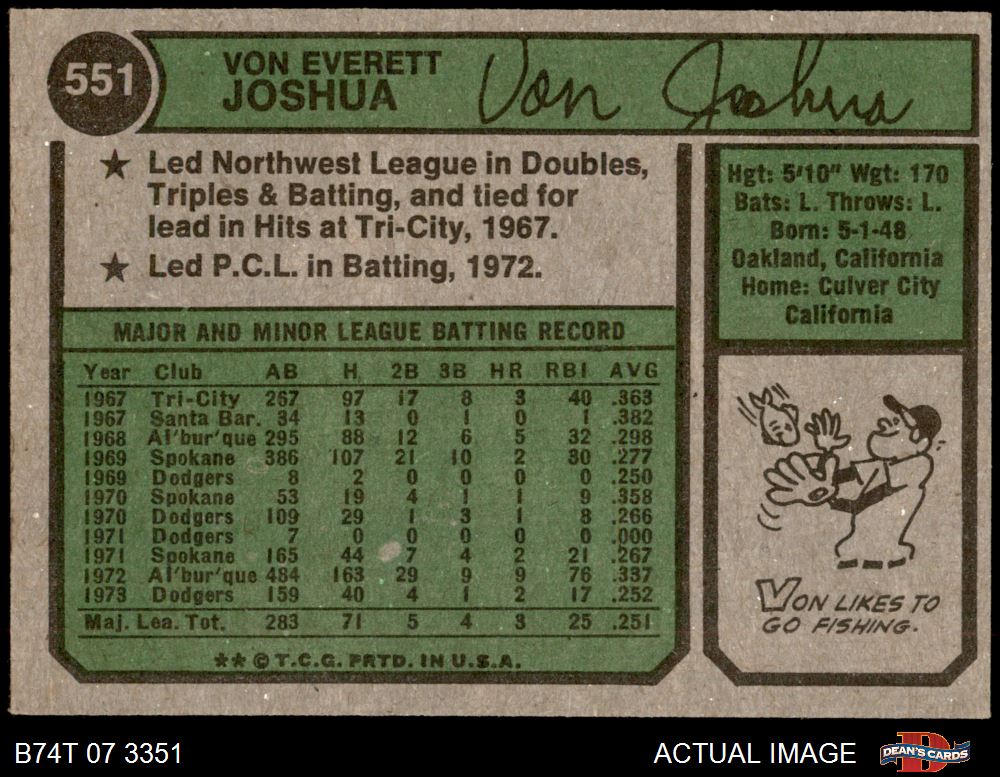 551
VON EVERETT
JOSHUA
Von Joshua
★ Led Northwest League in Doubles,
Triples & Batting, and tied for
lead in Hits at Tri-City, 1967.
★ Led P.C.L. in Batting, 1972.
Hgt: 5'10" Wgt: 170
Bats: L. Throws: L.
Born: 5-1-48
Oakland, California
Home: Culver City
California
MAJOR AND MINOR LEAGUE BATTING RECORD
Year Club AB H 2B 3B HR RBI AVG
1967 Tri-City 267 97 17 8 3 40 .363
1967 Santa Bar. 34 13 0 1 0 1 .382
1968 Al'bur'que 295 88 12 6 5 32 .298
1969 Spokane 386 107 21 10 2 30 .277
1969 Dodgers 8 2 0 0 0 0 .250
1970 Spokane 53 19 4 1 1 9 .358
1970 Dodgers 109 29 1 3 1 8 .266
1971 Dodgers 7 0 0 0 0 0 .000
1971 Spokane 165 44 7 4 2 21 .267
1972 Al'bur'que 484 163 29 9 9 76 .337
1973 Dodgers 159 40 4 1 2 17 .252
Maj. Lea. Tot. 283 71 5 4 3 25 .251
** © T.C.G. PRTD. IN U.S.A.
VON LIKES TO
GO FISHING.
B74T 07 3351
ACTUAL IMAGE
DEAN'S CARDS